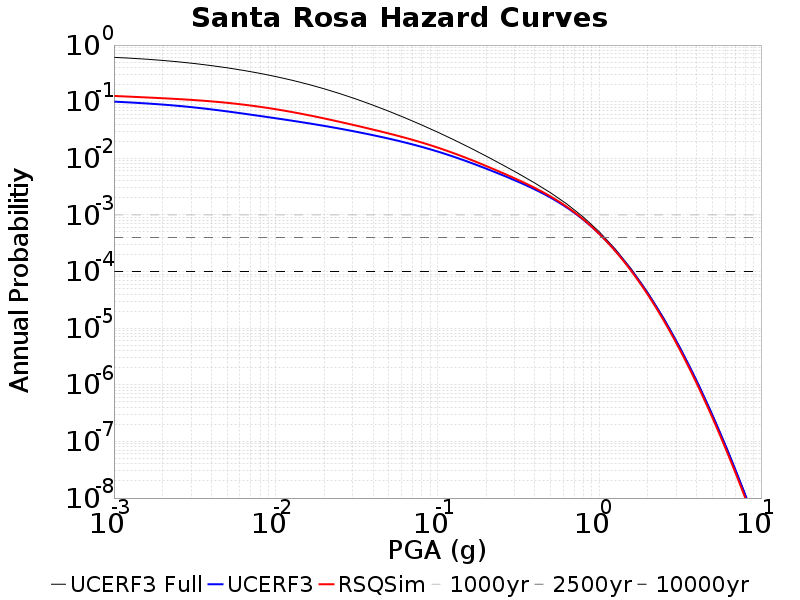 Santa Rosa Hazard Curves
Annual Probabilitiy
10^0
10^-1
10^-2
10^-3
10^-4
10^-5
10^-6
10^-7
10^-8
10^-3 10^-2 10^-1 10^0 10^1
PGA (g)
UCERF3 Full UCERF3 RSQSim 1000yr 2500yr 10000yr